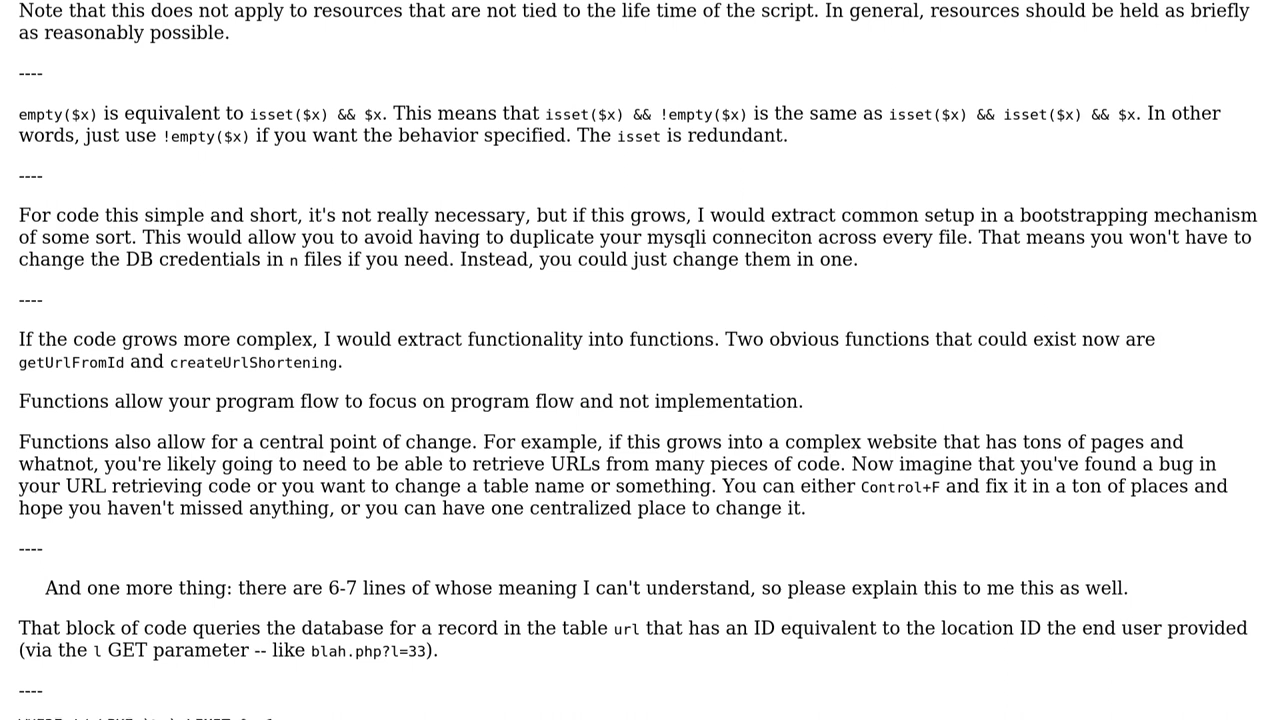 Note that this does not apply to resources that are not tied to the life time of the script. In general, resources should be held as briefly
as reasonably possible.
----
empty($x) is equivalent to isset($x) && $x. This means that isset($x) && !empty($x) is the same as isset($x) && isset($x) && $x. In other
words, just use !empty($x) if you want the behavior specified. The isset is redundant.
----
For code this simple and short, it's not really necessary, but if this grows, I would extract common setup in a bootstrapping mechanism
of some sort. This would allow you to avoid having to duplicate your mysqli conneciton across every file. That means you won't have to
change the DB credentials in n files if you need. Instead, you could just change them in one.
----
If the code grows more complex, I would extract functionality into functions. Two obvious functions that could exist now are
getUrlFromId and createUrlShortening.
Functions allow your program flow to focus on program flow and not implementation.
Functions also allow for a central point of change. For example, if this grows into a complex website that has tons of pages and
whatnot, you're likely going to need to be able to retrieve URLs from many pieces of code. Now imagine that you've found a bug in
your URL retrieving code or you want to change a table name or something. You can either Control+F and fix it in a ton of places and
hope you haven't missed anything, or you can have one centralized place to change it.
----
And one more thing: there are 6-7 lines of whose meaning I can't understand, so please explain this to me this as well.
That block of code queries the database for a record in the table url that has an ID equivalent to the location ID the end user provided
(via the l GET parameter -- like blah.php?l=33).
----